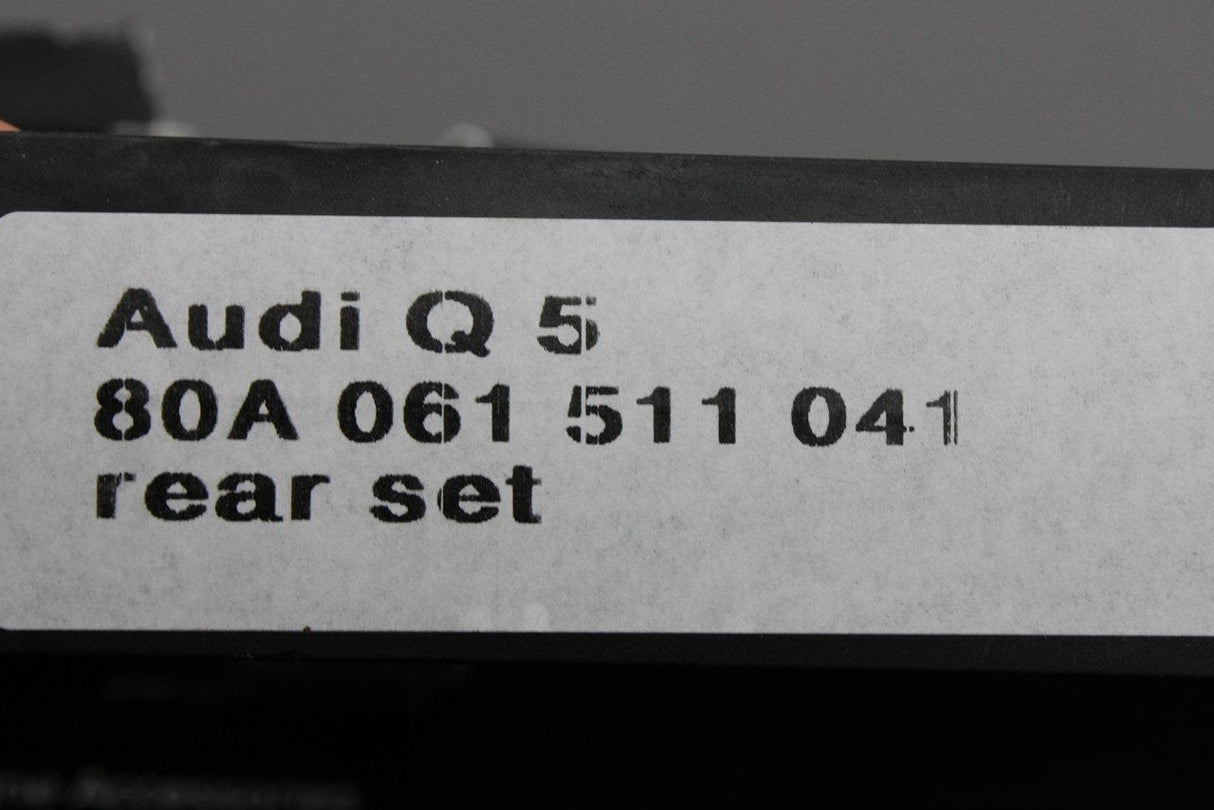 Audi Q 5
80A 061 511 041
rear set